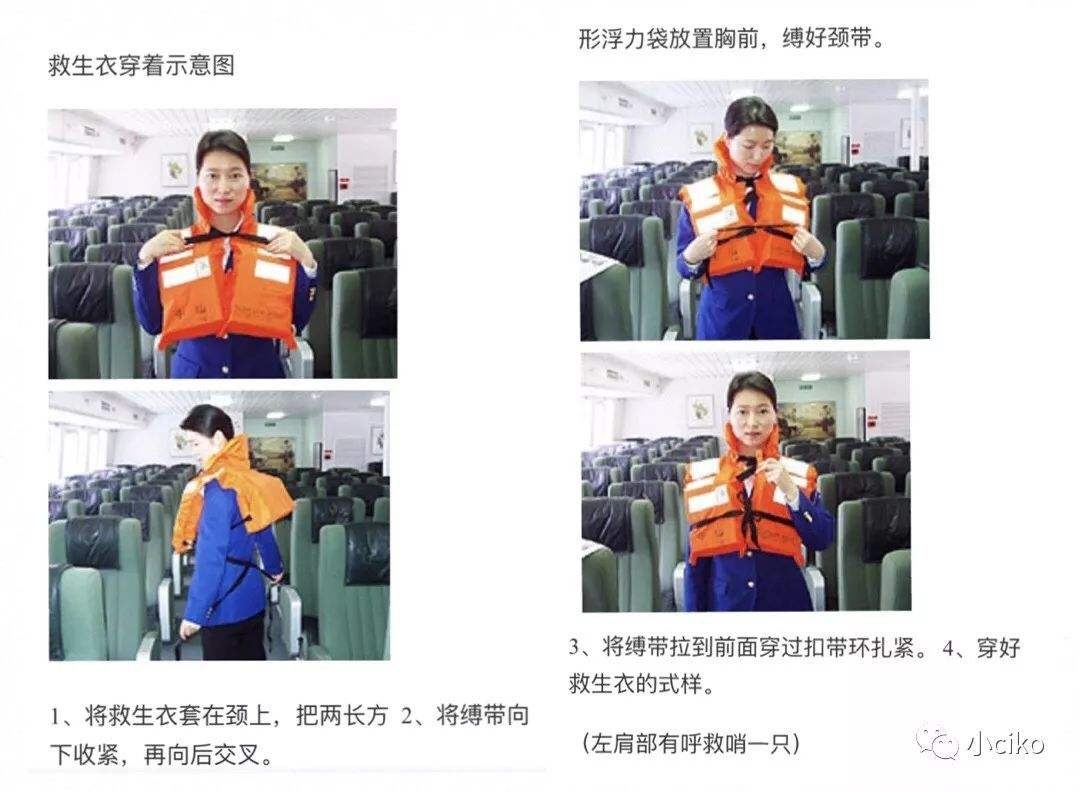 救生衣穿着示意图
1、将救生衣套在颈上，把两长方 2、将缚带向
下收紧，再向后交叉。
形浮力袋放置胸前，缚好颈带。
3、将缚带拉到前面穿过扣带环扎紧。4、穿好
救生衣的式样。
（左肩部有呼救哨一只）
小ciko